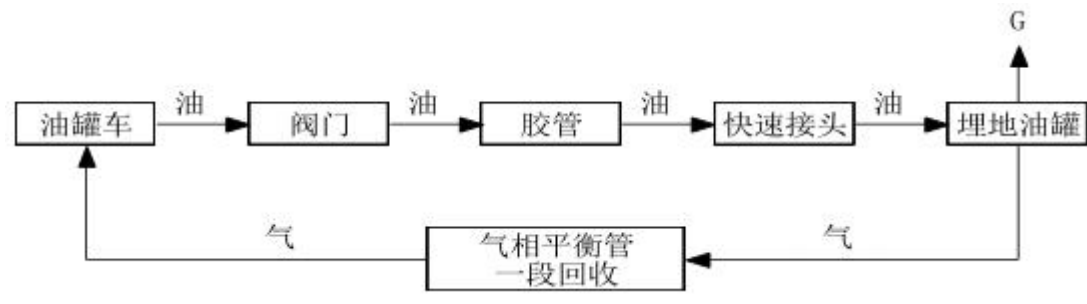 G
油 油 油 油
油罐车 阀门 胶管 快速接头 埋地油罐
气 气
气相平衡管
一段回收